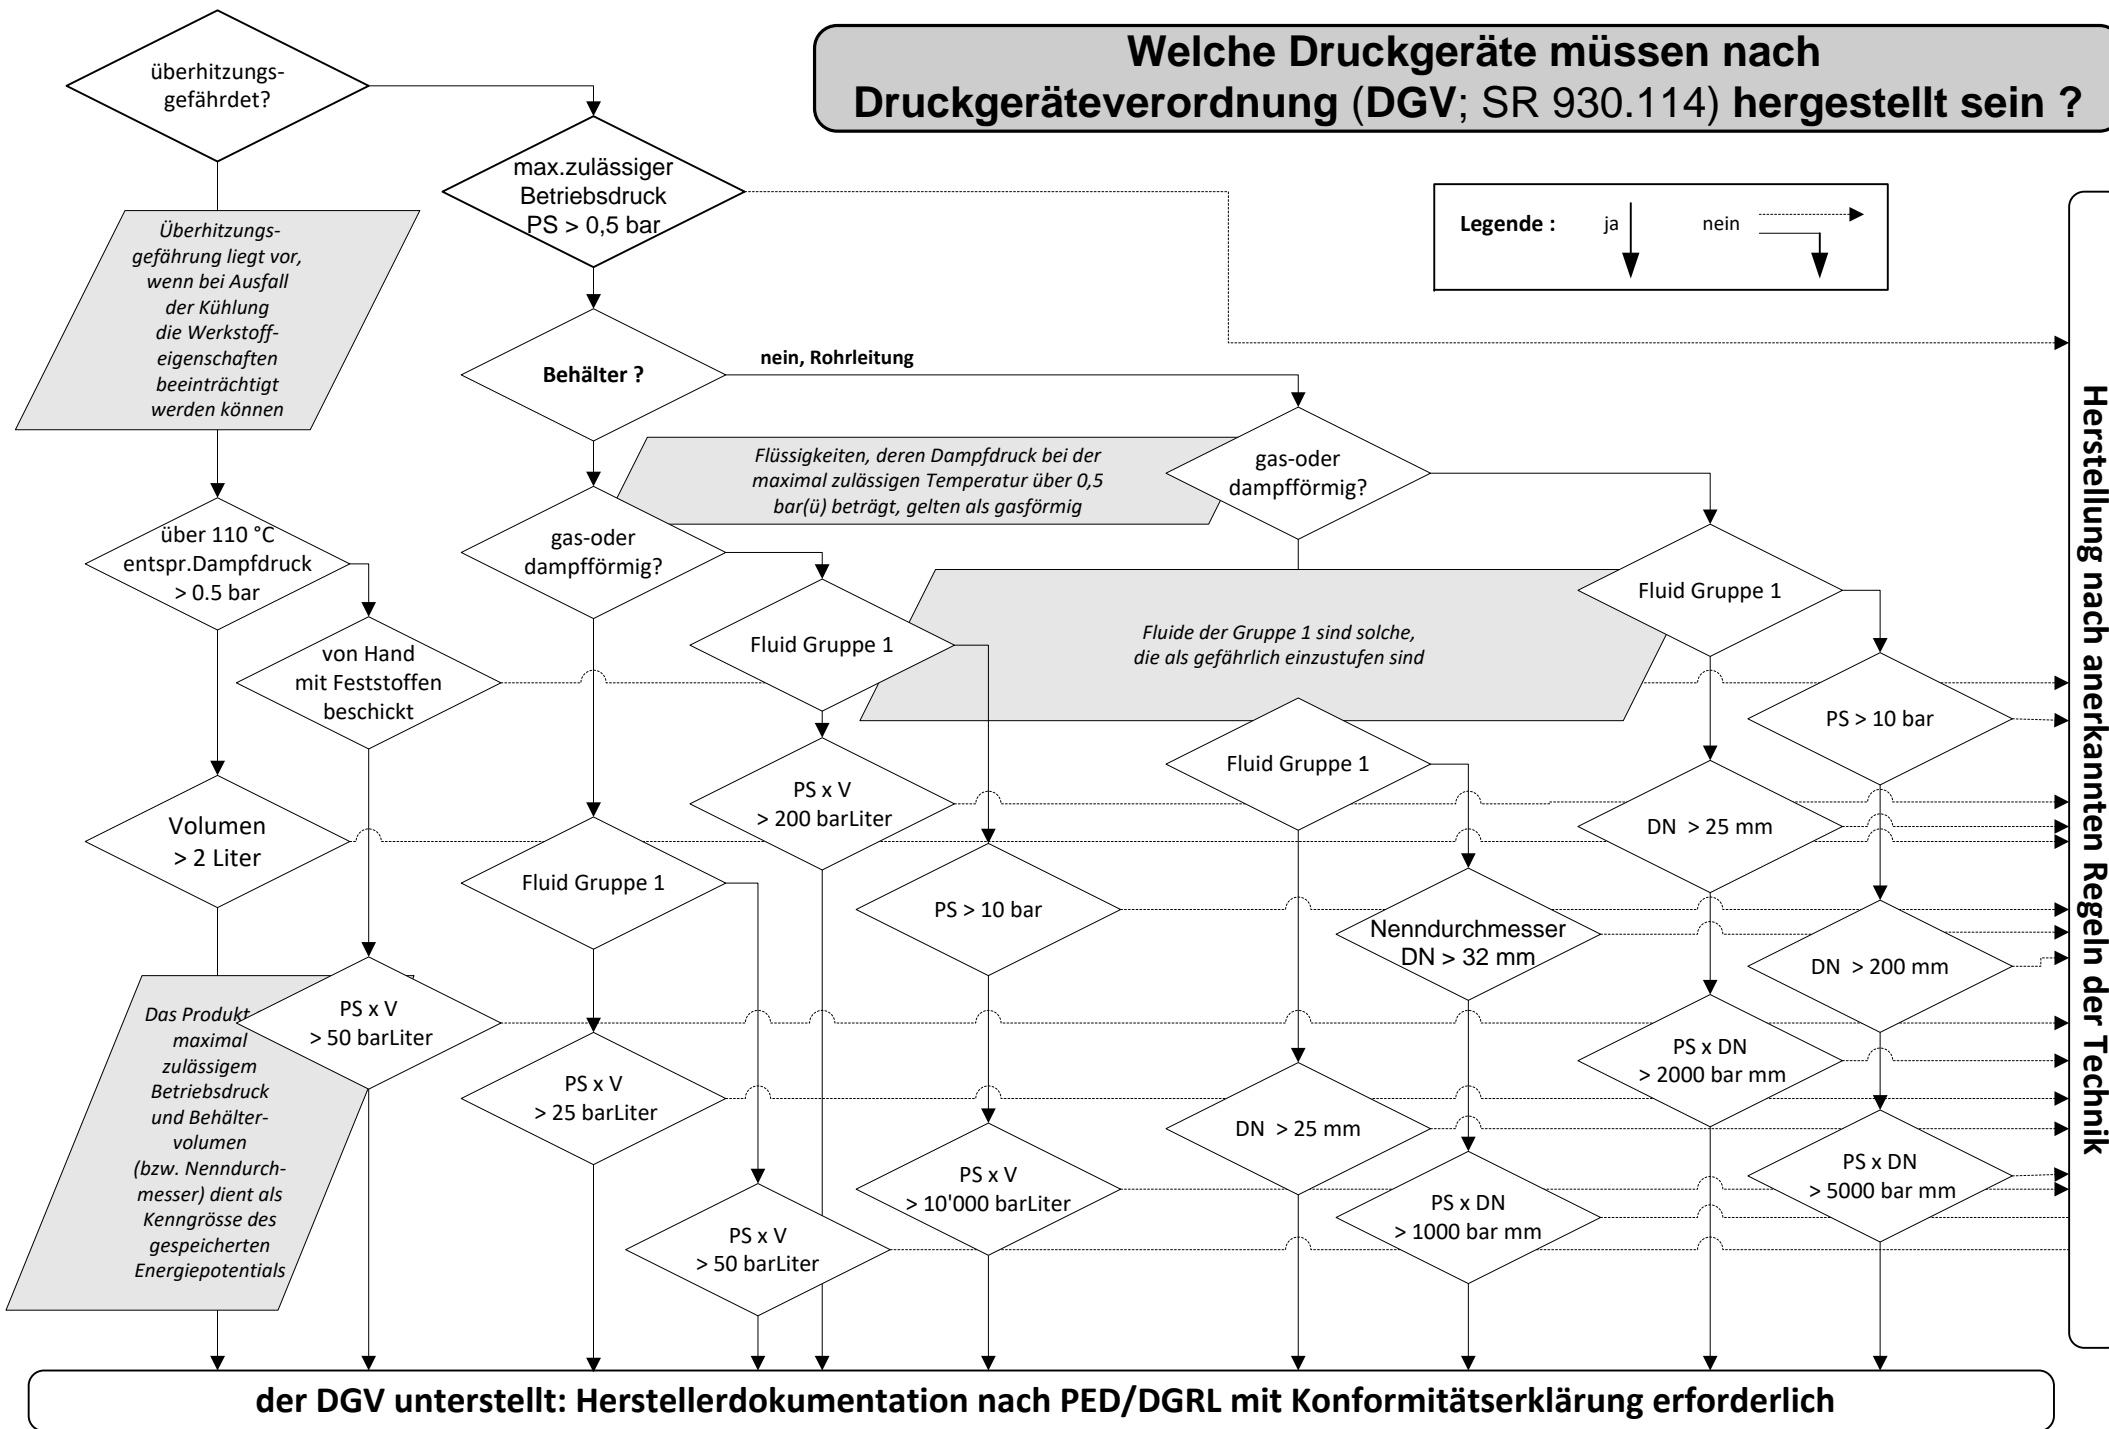 Welche Druckgeräte müssen nach
Druckgeräteverordnung (DGV; SR 930.114) hergestellt sein ?
überhitzungs-
gefährdet?
max.zulässiger
Betriebsdruck
PS > 0,5 bar
Legende :
ja
nein
Überhitzungs-
gefährung liegt vor,
wenn bei Ausfall
der Kühlung
die Werkstoff-
eigenschaften
beeinträchtigt
werden können
Behälter ?
nein, Rohrleitung
Flüssigkeiten, deren Dampfdruck bei der
maximal zulässigen Temperatur über 0,5
bar(ü) beträgt, gelten als gasförmig
gas-oder
dampfförmig?
über 110 °C
entspr.Dampfdruck
> 0.5 bar
gas-oder
dampfförmig?
Fluid Gruppe 1
von Hand
mit Feststoffen
beschickt
Fluid Gruppe 1
Fluide der Gruppe 1 sind solche,
die als gefährlich einzustufen sind
PS > 10 bar
Fluid Gruppe 1
Volumen
> 2 Liter
PS x V
> 200 barLiter
DN > 25 mm
Fluid Gruppe 1
PS > 10 bar
Nenndurchmesser
DN > 32 mm
DN > 200 mm
Das Produkt
maximal
zulässigem
Betriebsdruck
und Behälter-
volumen
(bzw. Nenndurch-
messer) dient als
Kenngrösse des
gespeicherten
Energiepotentials
PS x V
> 50 barLiter
PS x V
> 25 barLiter
PS x DN
> 2000 bar mm
DN > 25 mm
PS x V
> 10'000 barLiter
PS x DN
> 5000 bar mm
PS x V
> 50 barLiter
PS x DN
> 1000 bar mm
Herstellung nach anerkannten Regeln der Technik
der DGV unterstellt: Herstellerdokumentation nach PED/DGRL mit Konformitätserklärung erforderlich